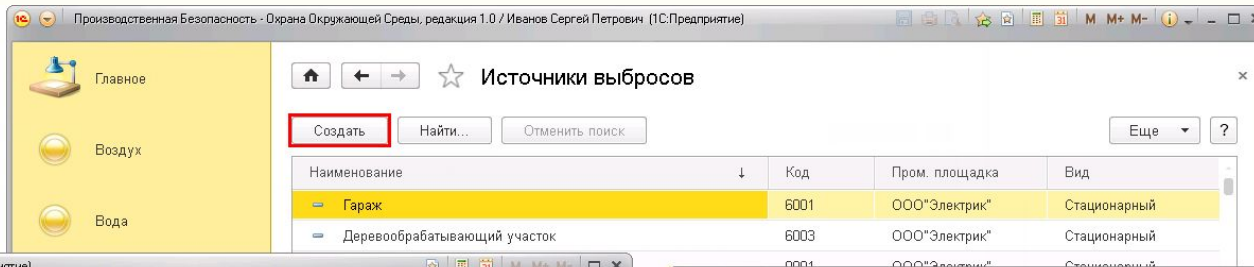 1С Производственная Безопасность - Охрана Окружающей Среды, редакция 1.0 / Иванов Сергей Петрович (1С:Предприятие) 31 M M+ M-
Главное
Источники выбросов
Создать Найти... Отменить поиск Еще ?
Воздух
Наименование ↓ Код Пром. площадка Вид
Гараж 6001 ООО"Электрик" Стационарный
Вода
Деревообрабатывающий участок 6003 ООО"Электрик" Стационарный